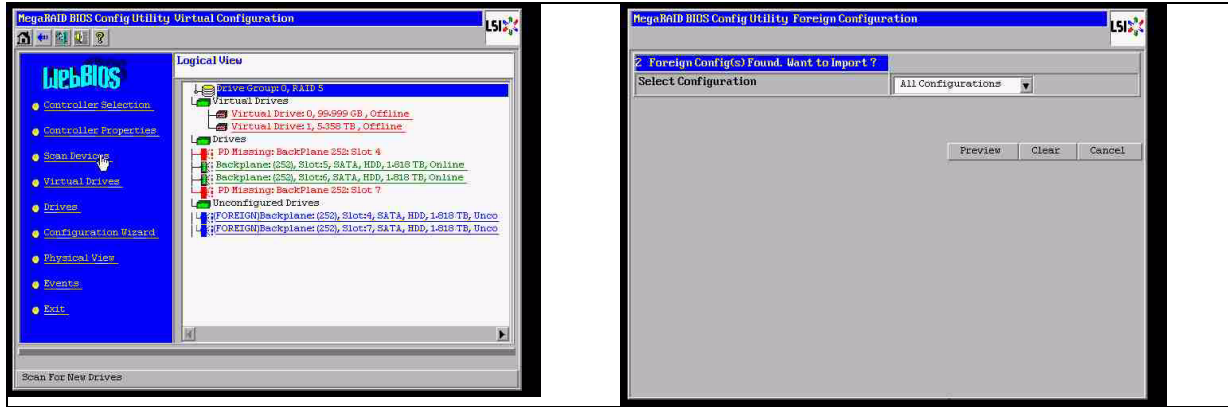 MegaRAID BIOS Config Utility Virtual Configuration
LSI
WebBIOS
Controller Selection
Controller Properties
Scan Devices
Virtual Drives
Drives
Configuration Wizard
Physical View
Events
Exit
Logical View
Drive Group: 0, RAID 5
Virtual Drives
Virtual Drive: 0, 99.999 GB, Offline
Virtual Drive: 1, 5.358 TB, Offline
Drives
PD Missing: BackPlane 252: Slot 4
Backplane: (252), Slot:5, SATA, HDD, 1.818 TB, Online
Backplane: (252), Slot:6, SATA, HDD, 1.818 TB, Online
PD Missing: BackPlane 252: Slot 7
Unconfigured Drives
(FOREIGN)Backplane: (252), Slot:4, SATA, HDD, 1.818 TB, Unco
(FOREIGN)Backplane: (252), Slot:7, SATA, HDD, 1.818 TB, Unco
Scan For New Drives
MegaRAID BIOS Config Utility Foreign Configuration
LSI
2 Foreign Config(s) Found. Want to Import ?
Select Configuration
All Configurations
Preview Clear Cancel